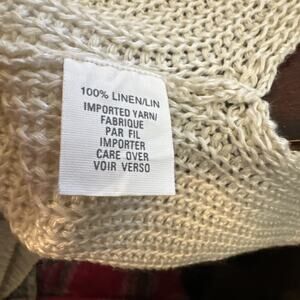 100% LINEN/LIN
IMPORTED YARN/
FABRIQUE
PAR FIL
IMPORTER
CARE OVER
VOIR VERSO